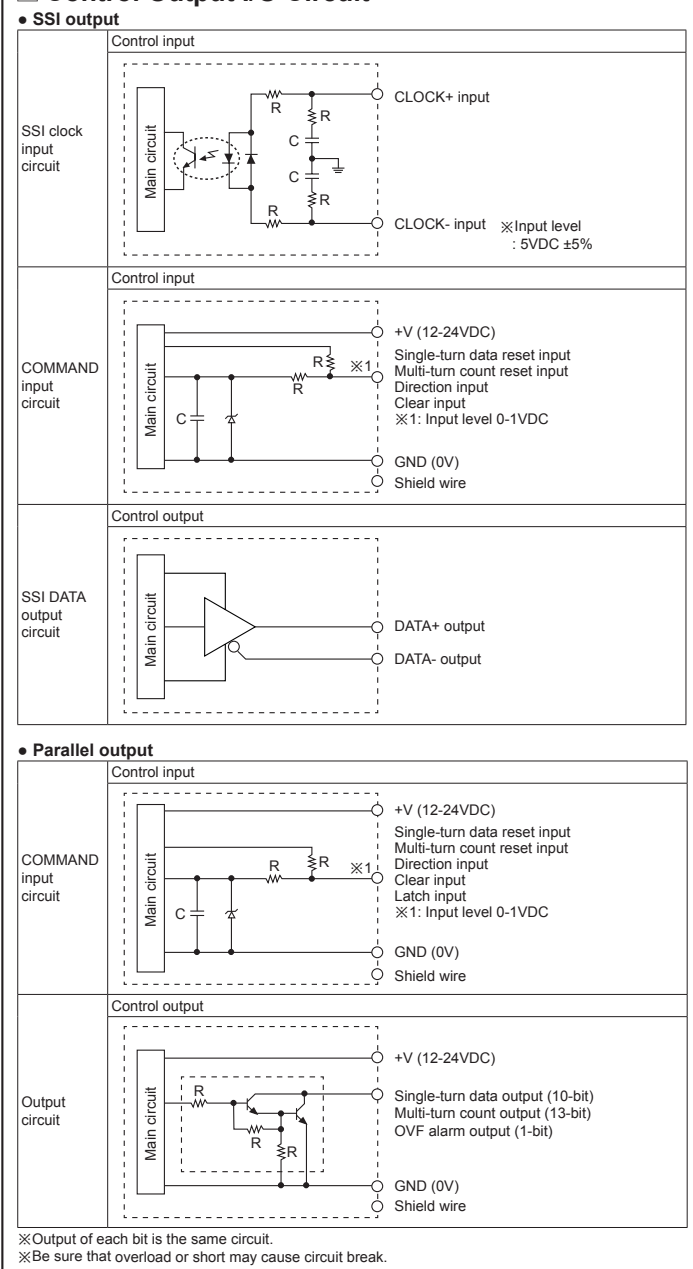 ● SSI output
Control input
SSI clock
input
circuit
Main circuit
R
R
C
C
R
R
CLOCK+ input
CLOCK- input
※Input level
: 5VDC ±5%
Control input
COMMAND
input
circuit
Main circuit
C
R
R
※1
+V (12-24VDC)
Single-turn data reset input
Multi-turn count reset input
Direction input
Clear input
※1: Input level 0-1VDC
GND (0V)
Shield wire
Control output
SSI DATA
output
circuit
Main circuit
DATA+ output
DATA- output
● Parallel output
Control input
COMMAND
input
circuit
Main circuit
C
R
R
※1
+V (12-24VDC)
Single-turn data reset input
Multi-turn count reset input
Direction input
Clear input
Latch input
※1: Input level 0-1VDC
GND (0V)
Shield wire
Control output
Output
circuit
Main circuit
R
R
R
+V (12-24VDC)
Single-turn data output (10-bit)
Multi-turn count output (13-bit)
OVF alarm output (1-bit)
GND (0V)
Shield wire
※Output of each bit is the same circuit.
※Be sure that overload or short may cause circuit break.